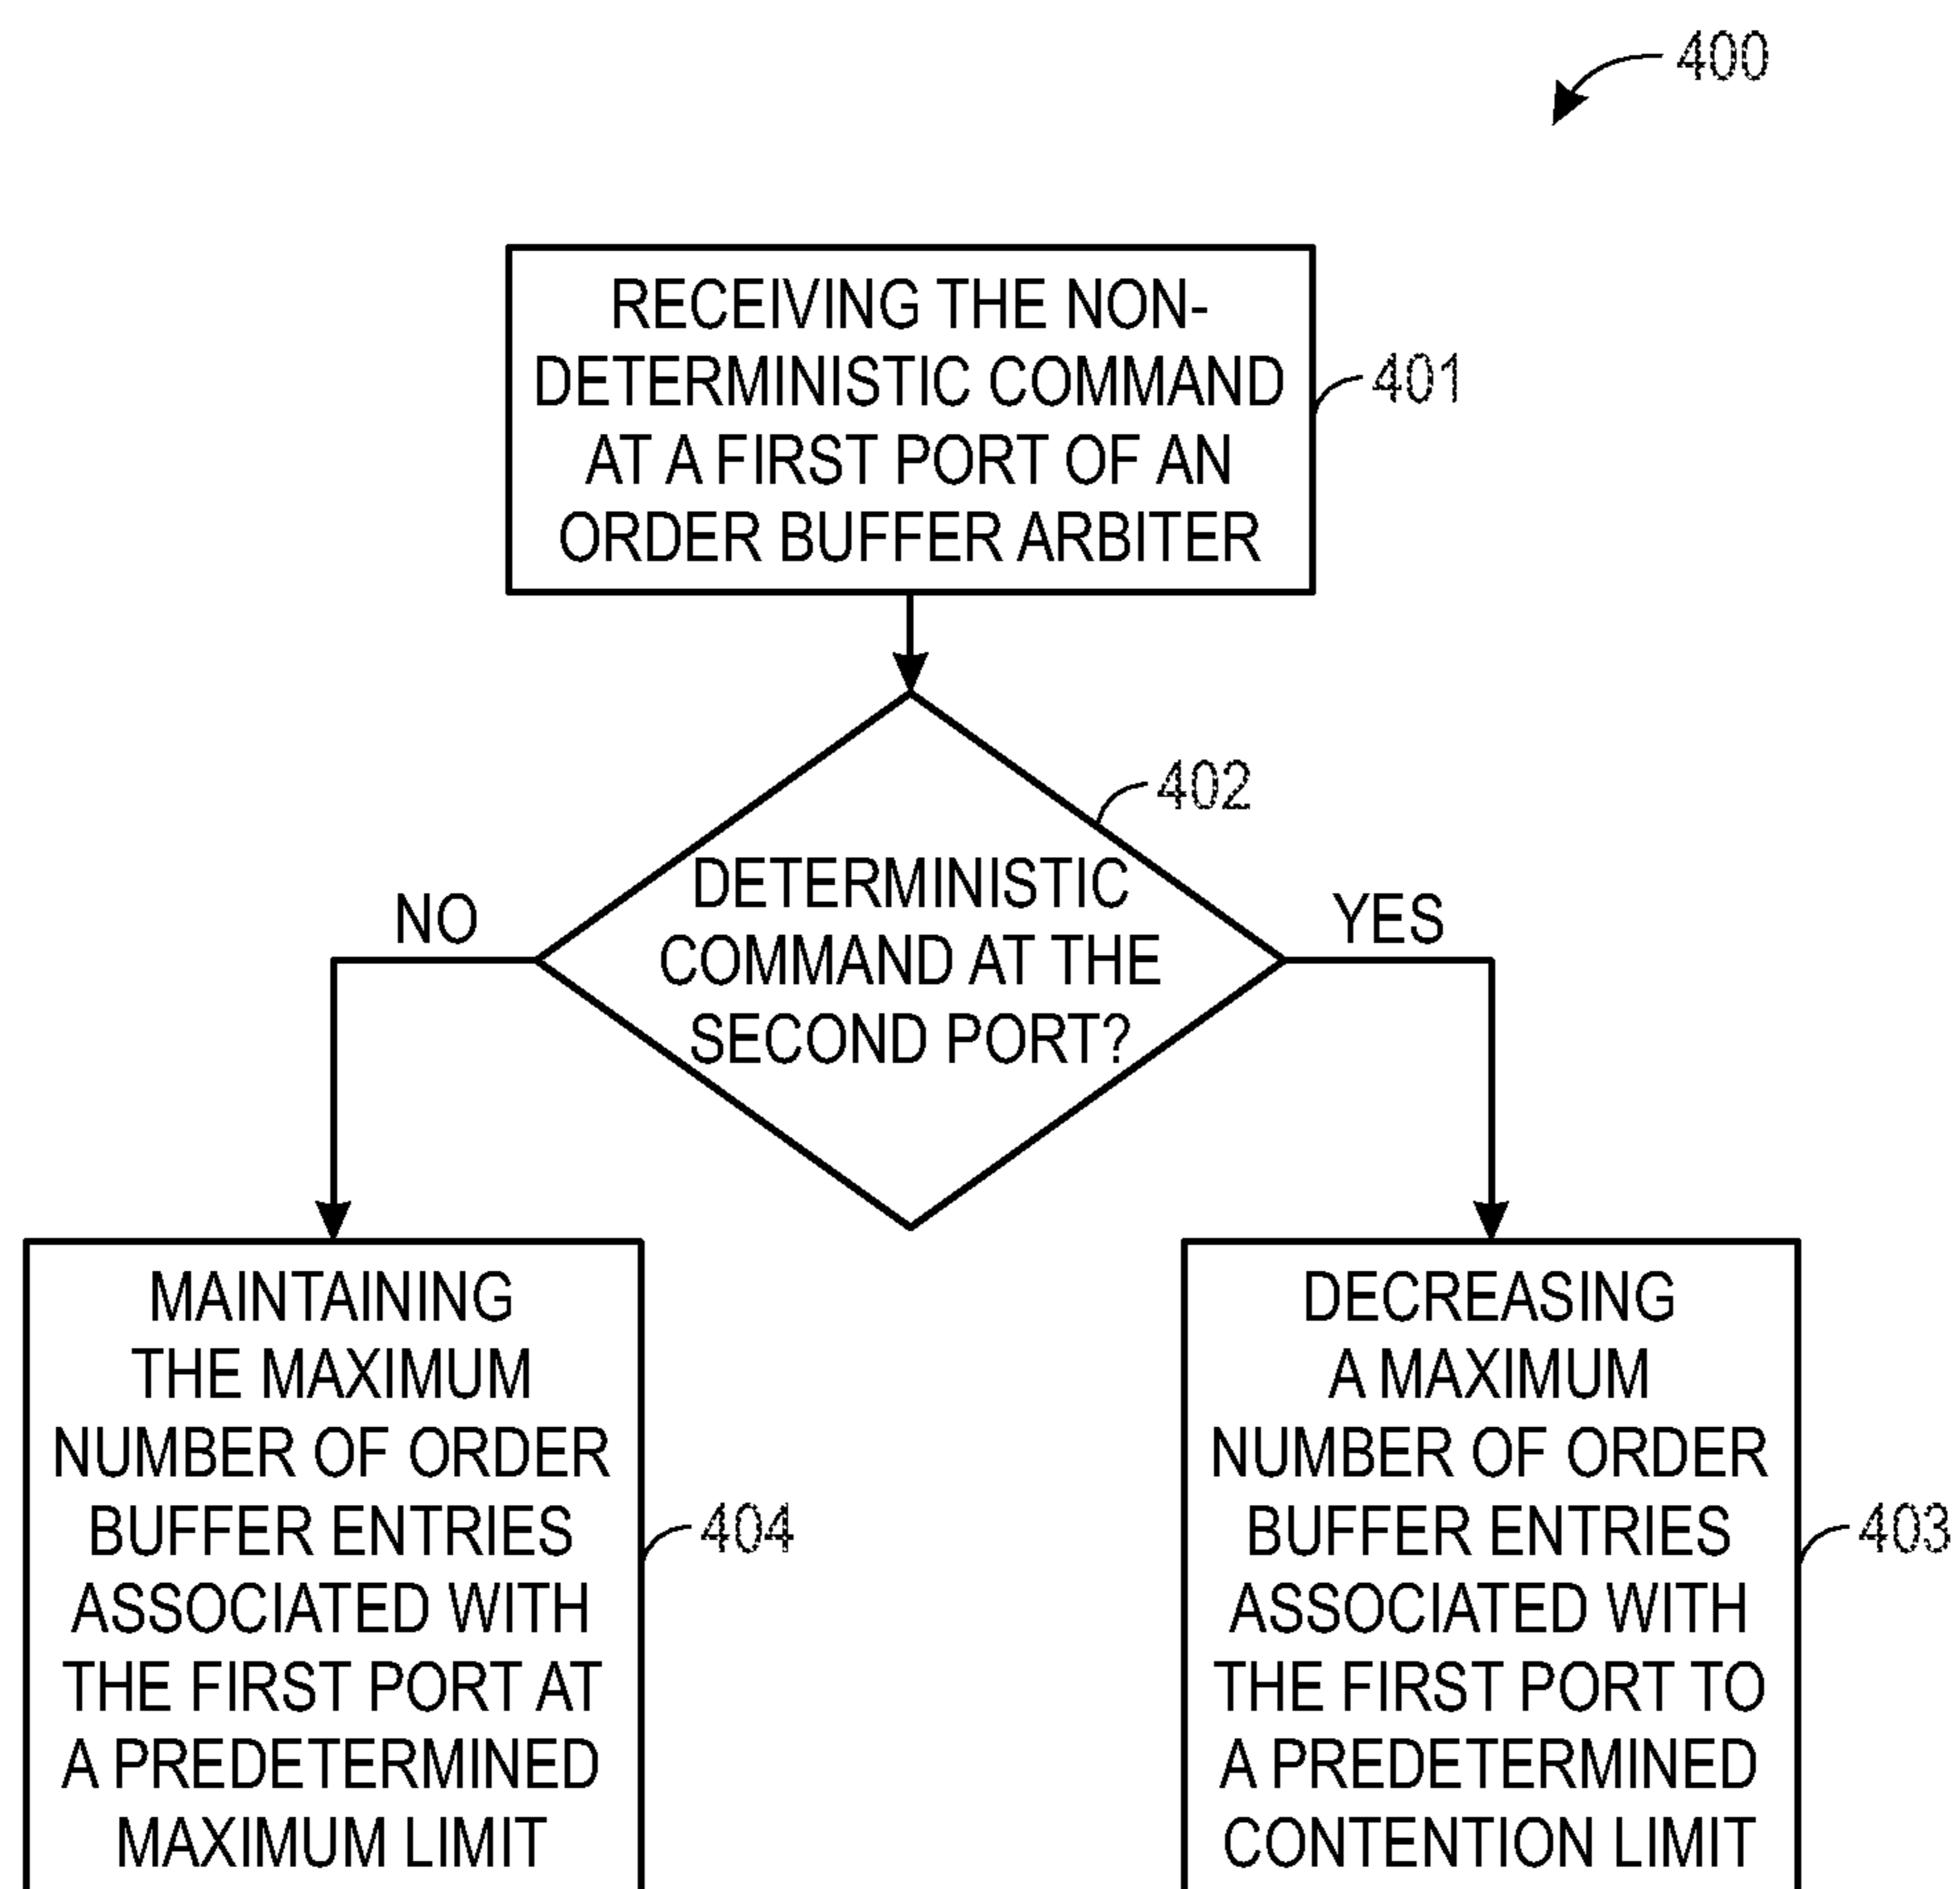 400
RECEIVING THE NON-
DETERMINISTIC COMMAND
AT A FIRST PORT OF AN
ORDER BUFFER ARBITER
401
402
DETERMINISTIC
COMMAND AT THE
SECOND PORT?
NO
YES
MAINTAINING
THE MAXIMUM
NUMBER OF ORDER
BUFFER ENTRIES
ASSOCIATED WITH
THE FIRST PORT AT
A PREDETERMINED
MAXIMUM LIMIT
404
DECREASING
A MAXIMUM
NUMBER OF ORDER
BUFFER ENTRIES
ASSOCIATED WITH
THE FIRST PORT TO
A PREDETERMINED
CONTENTION LIMIT
403